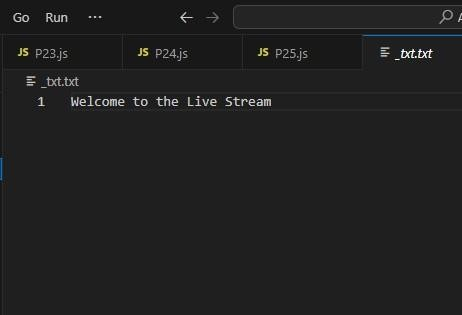 Go Run ...
JS P23.js JS P24.js JS P25.js _txt.txt
_txt.txt
1 Welcome to the Live Stream